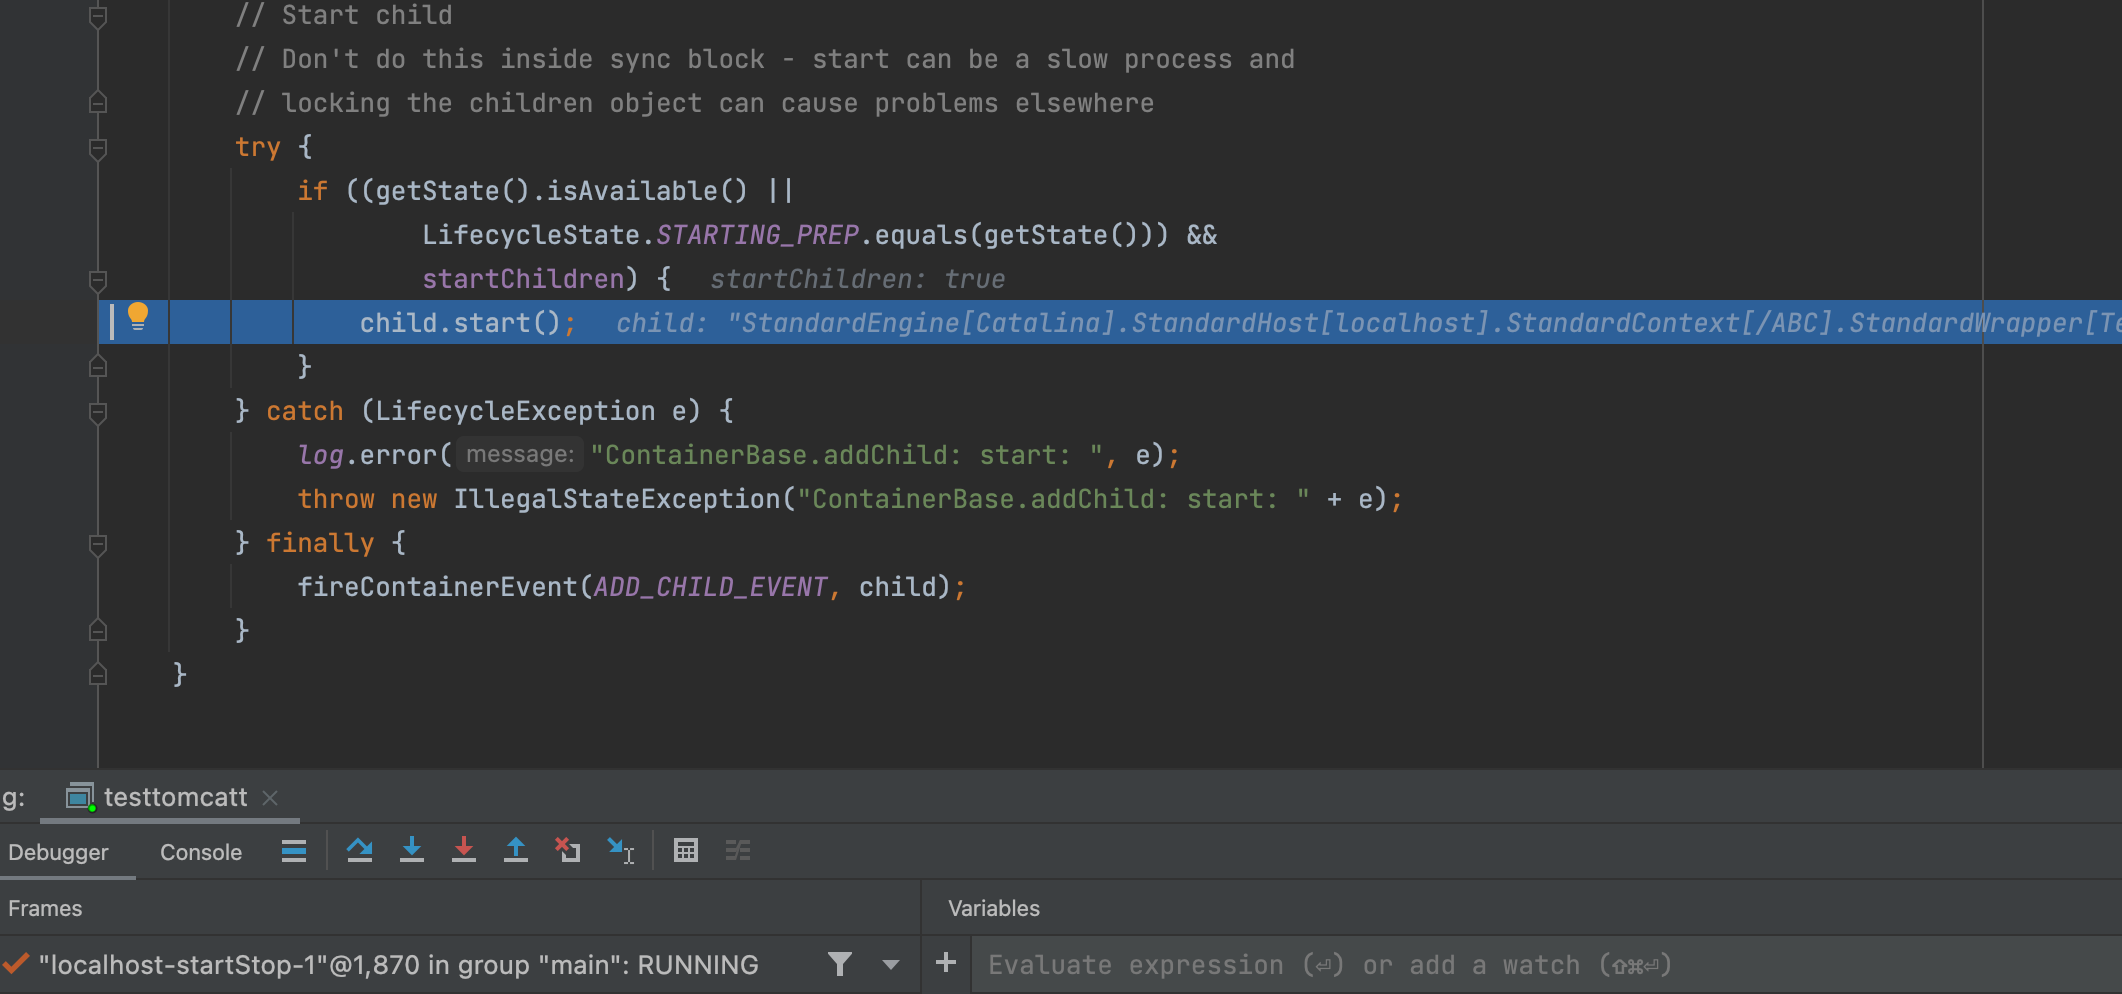 // Start child
// Don't do this inside sync block - start can be a slow process and
// locking the children object can cause problems elsewhere
try {
if ((getState().isAvailable() ||
LifecycleState.STARTING_PREP.equals(getState())) &&
startChildren) { startChildren: true
child.start(); child: "StandardEngine[Catalina].StandardHost[localhost].StandardContext[/ABC].StandardWrapper[Te
}
} catch (LifecycleException e) {
log.error( message: "ContainerBase.addChild: start: ", e);
throw new IllegalStateException("ContainerBase.addChild: start: " + e);
} finally {
fireContainerEvent(ADD_CHILD_EVENT, child);
}
}
g: testtomcatt
Debugger Console
Frames Variables
"localhost-startStop-1"@1,870 in group "main": RUNNING Evaluate expression (⏎) or add a watch (⇧⌘⏎)